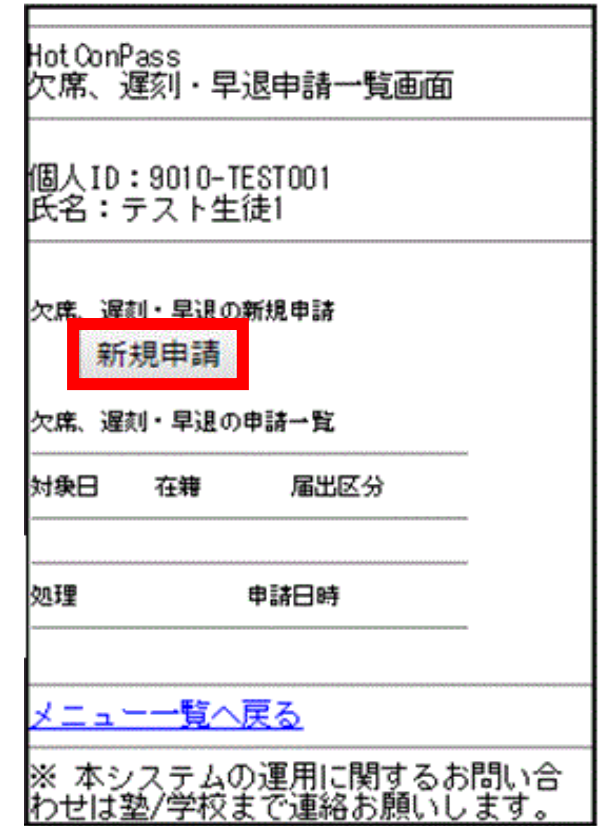 Hot ConPass
欠席、遅刻・早退申請一覧画面
個人ID：9010-TEST001
氏名：テスト生徒1
欠席、遅刻・早退の新規申請
新規申請
欠席、遅刻・早退の申請一覧
対象日 在籍 届出区分
処理 申請日時
メニュー一覧へ戻る
※ 本システムの運用に関するお問い合
わせは塾/学校まで連絡お願いします。